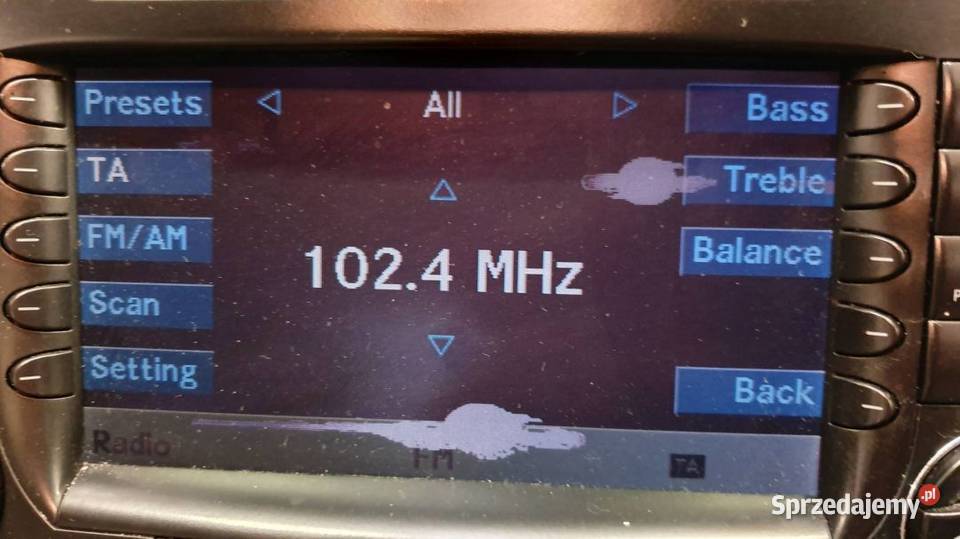 Presets
All
Bass
TA
Treble
FM/AM
Balance
102.4 MHz
Scan
Setting
Back
Radio
FM
TA
Sprzedajemy.pl